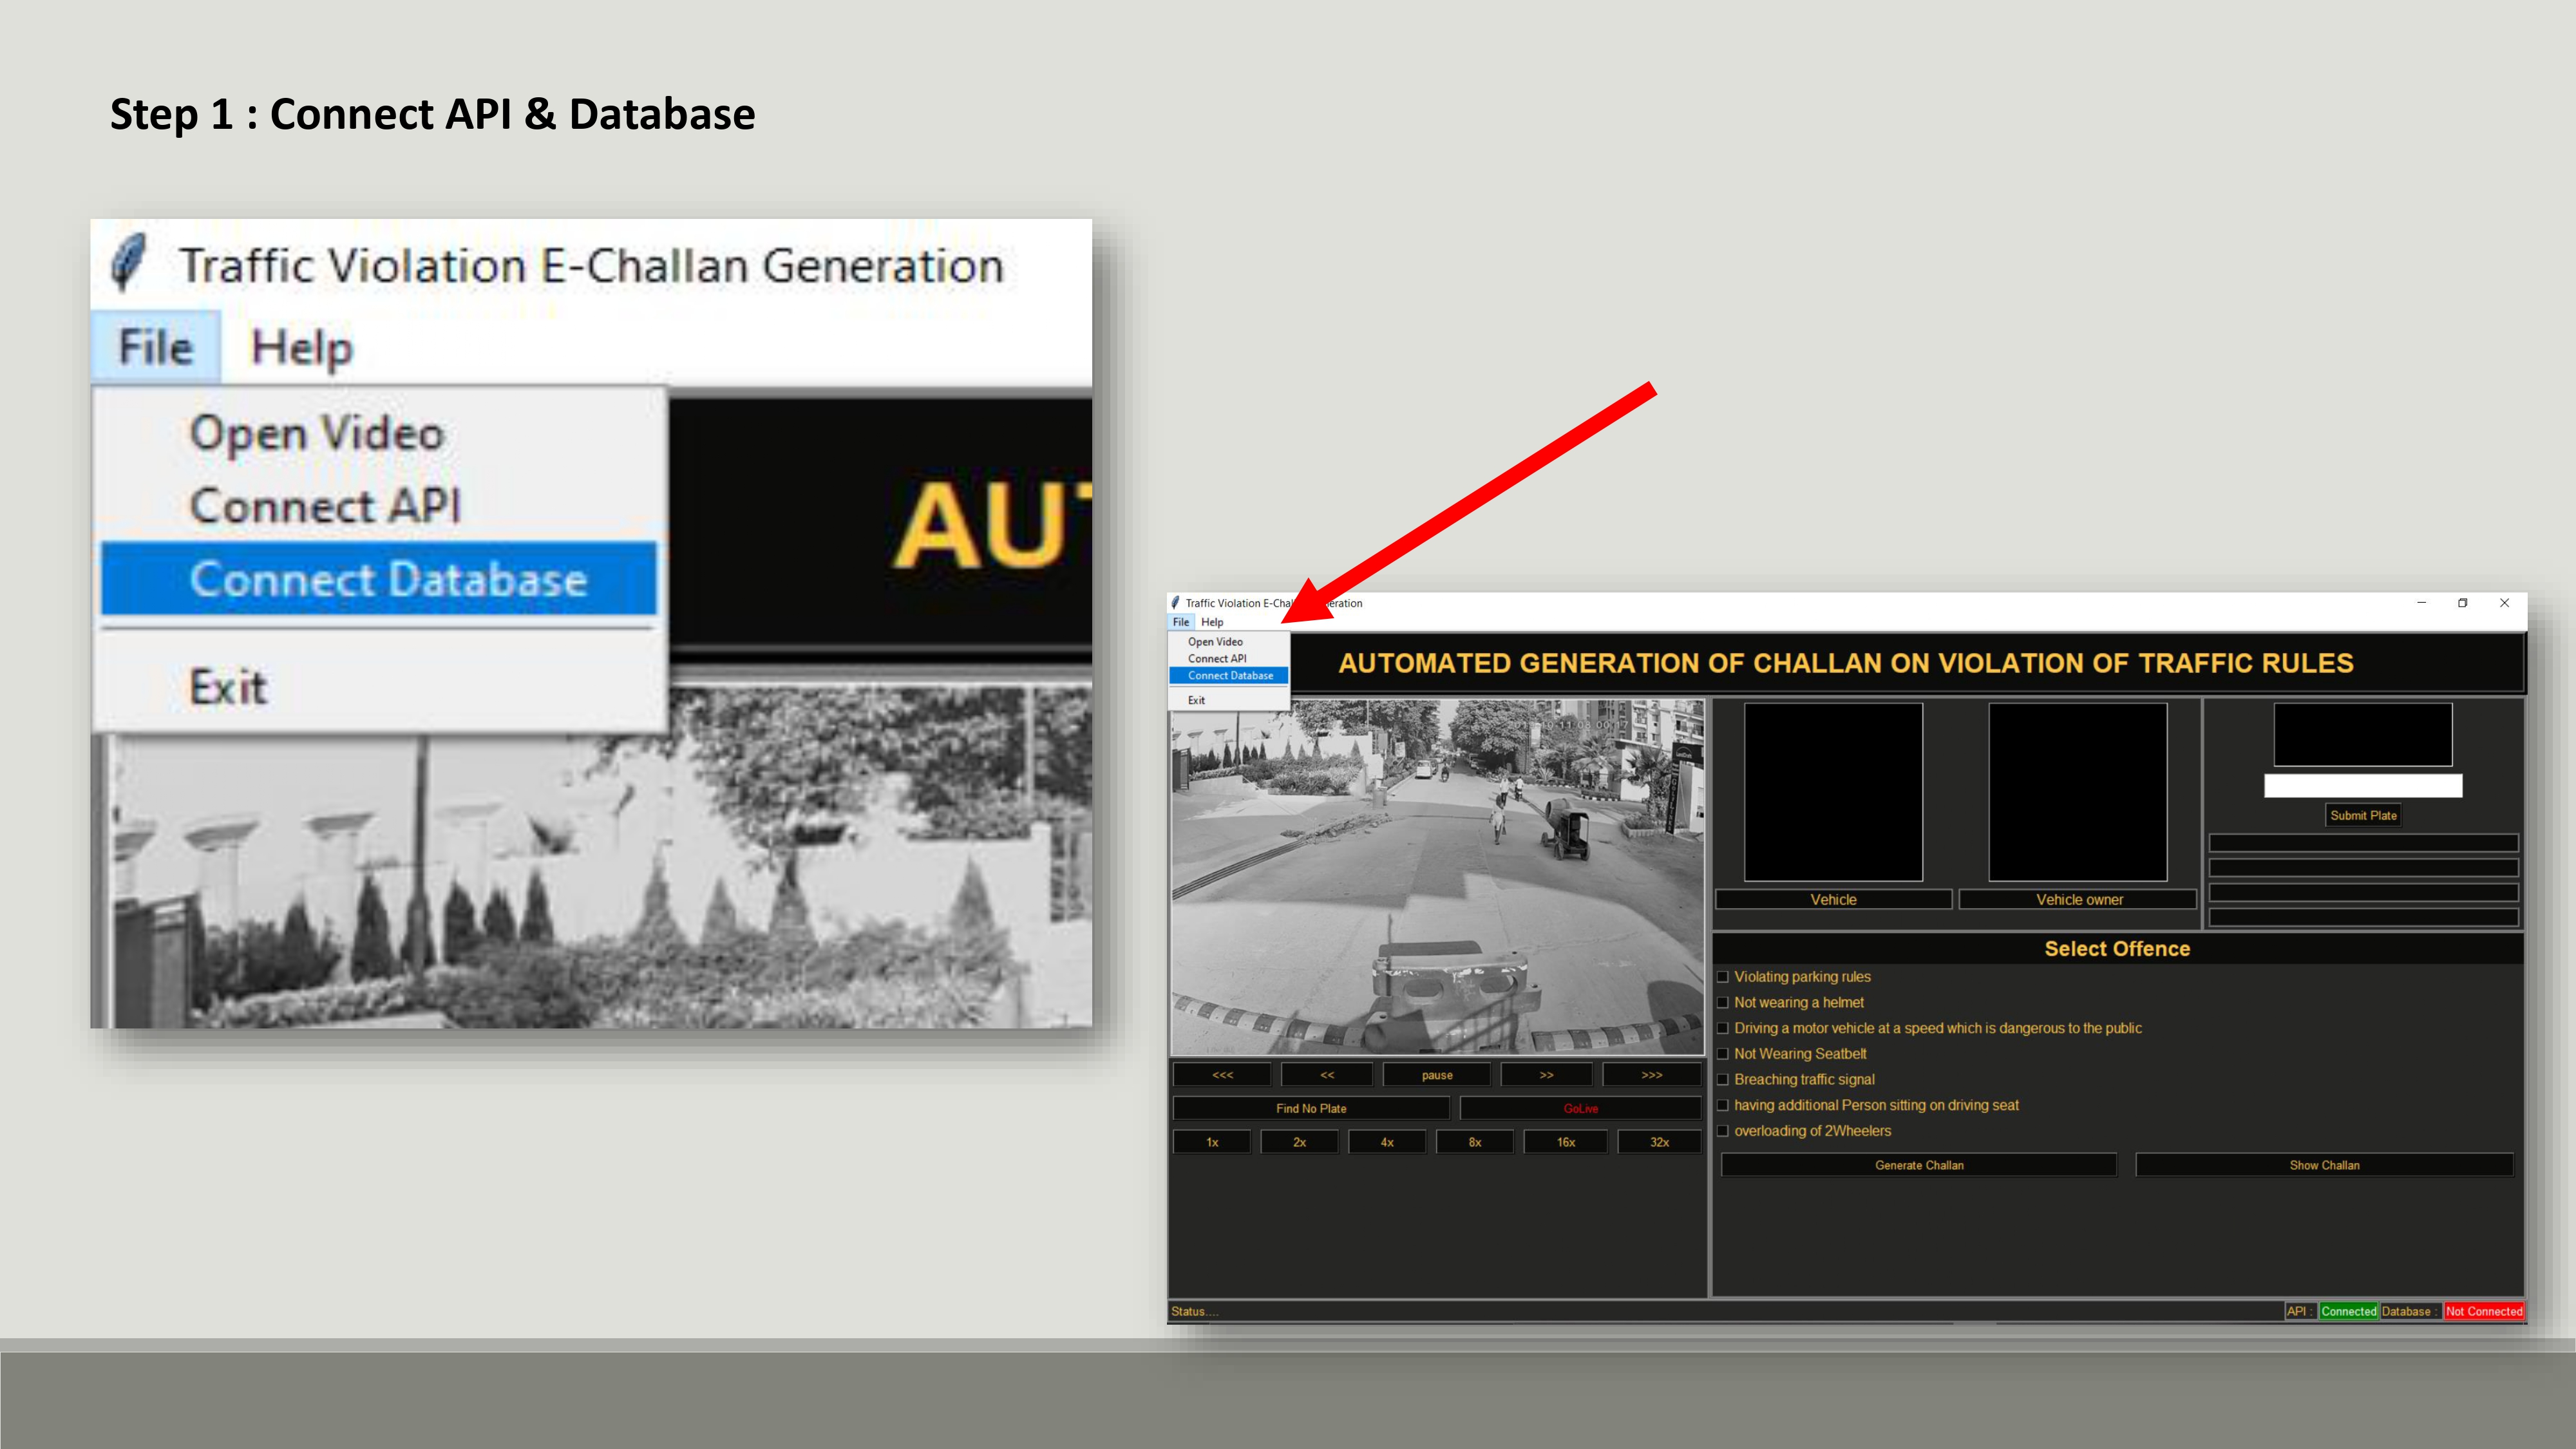 Step 1 : Connect API & Database
Traffic Violation E-Challan Generation
File Help
Open Video
Connect API
Connect Database
Exit
AU
Traffic Violation E-Cha eration
File Help
Open Video
Connect API
Connect Database
Exit
AUTOMATED GENERATION OF CHALLAN ON VIOLATION OF TRAFFIC RULES
Submit Plate
Vehicle Vehicle owner
Select Offence
Violating parking rules
Not wearing a helmet
Driving a motor vehicle at a speed which is dangerous to the public
Not Wearing Seatbelt
Breaching traffic signal
having additional Person sitting on driving seat
overloading of 2Wheelers
Generate Challan Show Challan
<<< << pause >> >>>
Find No Plate GoLive
1x 2x 4x 8x 16x 32x
Status....
API : Connected Database : Not Connected